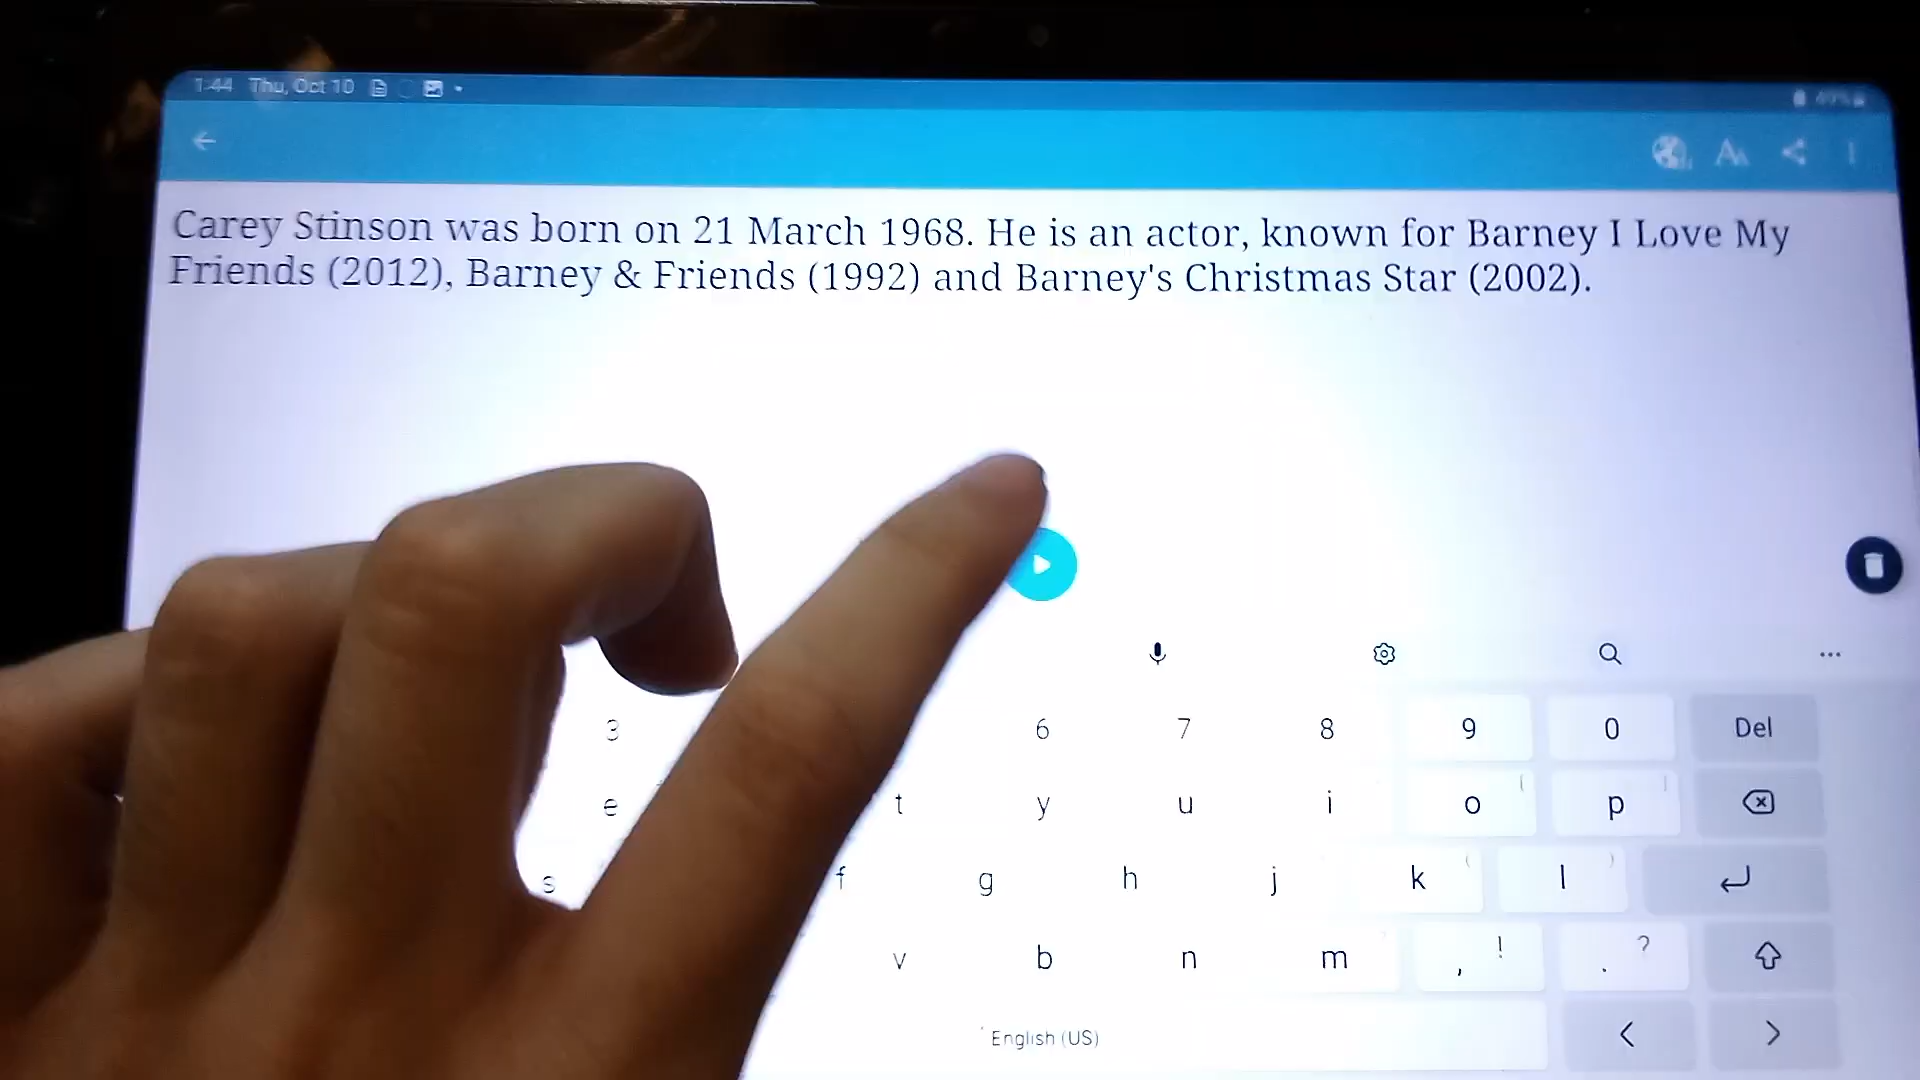 1:44 Thu, Oct 10
49%
Carey Stinson was born on 21 March 1968. He is an actor, known for Barney I Love My
Friends (2012), Barney & Friends (1992) and Barney's Christmas Star (2002).
3 6 7 8 9 0 Del
e t y u i o p
s f g h j k l
v b n m , ! . ?
English (US) < >